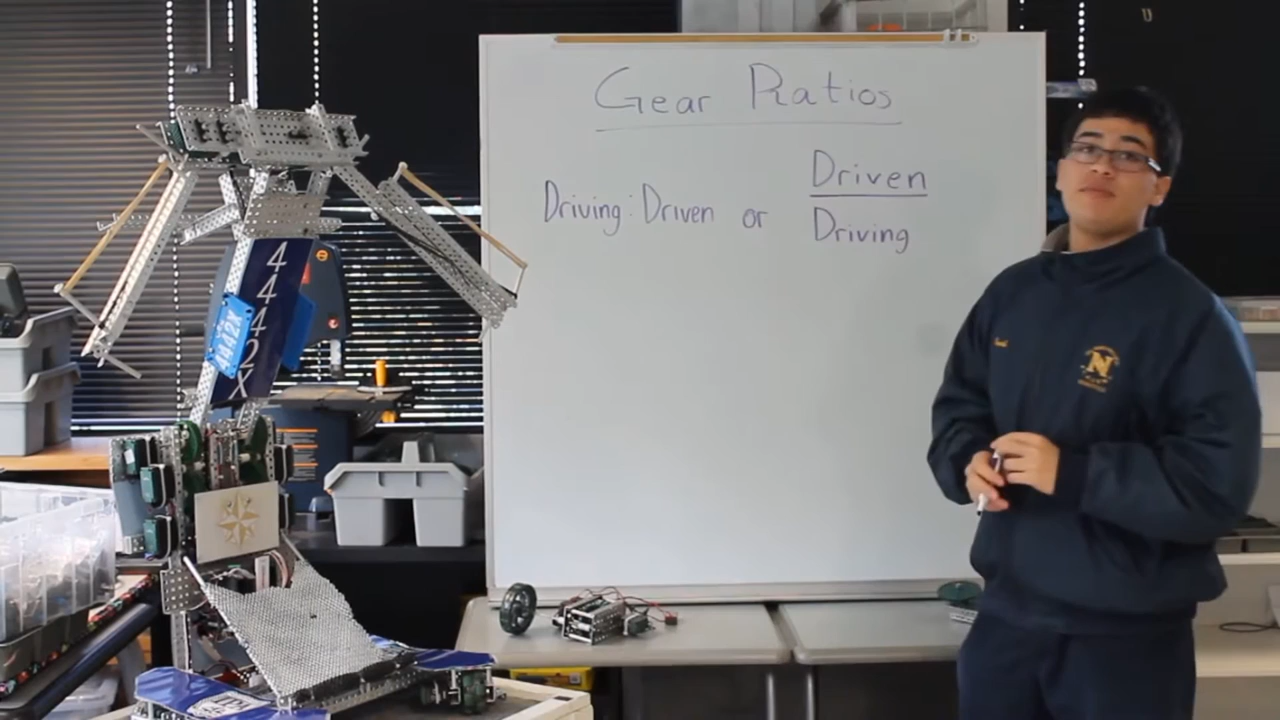 Gear Ratios
Driving:Driven or Driven
Driving
4442X
4442X
N